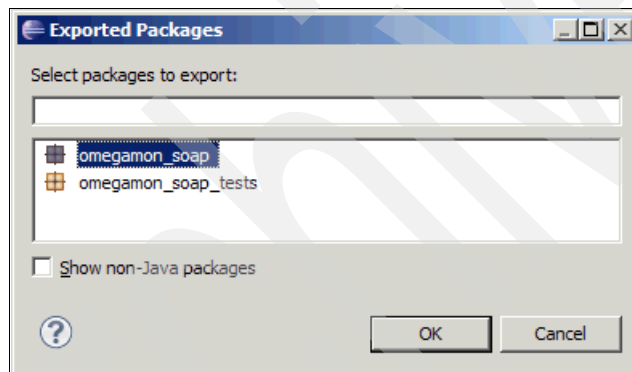 Exported Packages
Select packages to export:
omegamon_soap
omegamon_soap_tests
Show non-Java packages
?
OK
Cancel